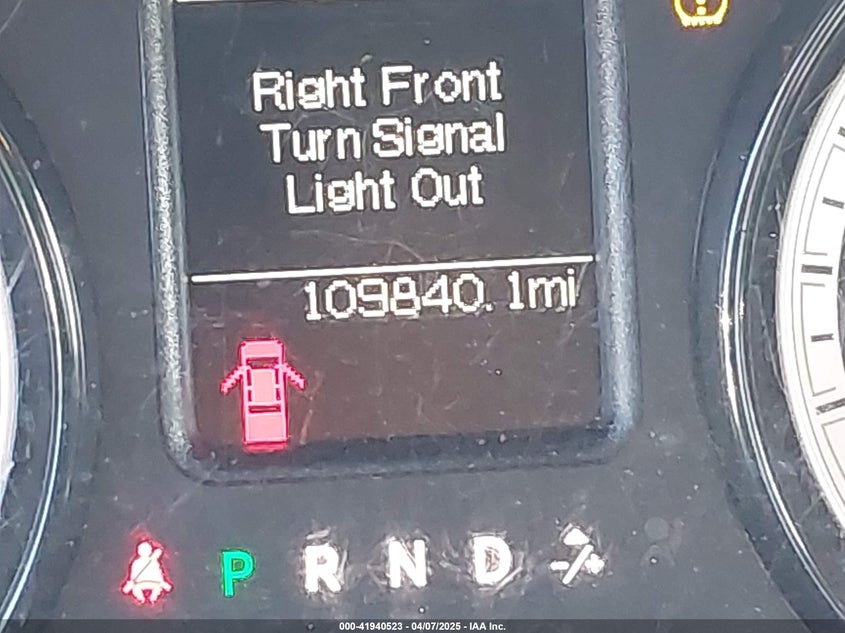 Right Front
Turn Signal
Light Out
109840.1mi
P R N D -/+
000-41940523 - 04/07/2025 - IAA Inc.